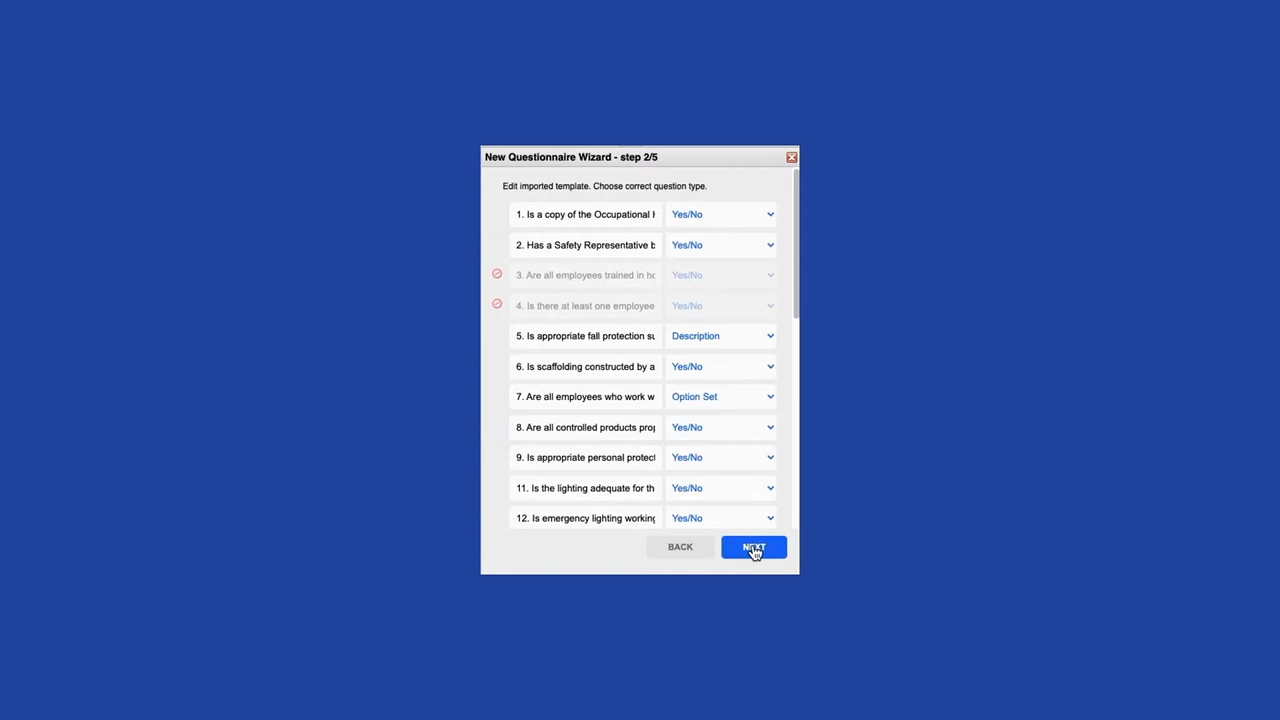 New Questionnaire Wizard - step 2/5
Edit imported template. Choose correct question type.
1. Is a copy of the Occupational Yes/No
2. Has a Safety Representative b Yes/No
3. Are all employees trained in ho Yes/No
4. Is there at least one employee Yes/No
5. Is appropriate fall protection su Description
6. Is scaffolding constructed by a Yes/No
7. Are all employees who work w Option Set
8. Are all controlled products prop Yes/No
9. Is appropriate personal protect Yes/No
11. Is the lighting adequate for th Yes/No
12. Is emergency lighting working Yes/No
BACK NEXT